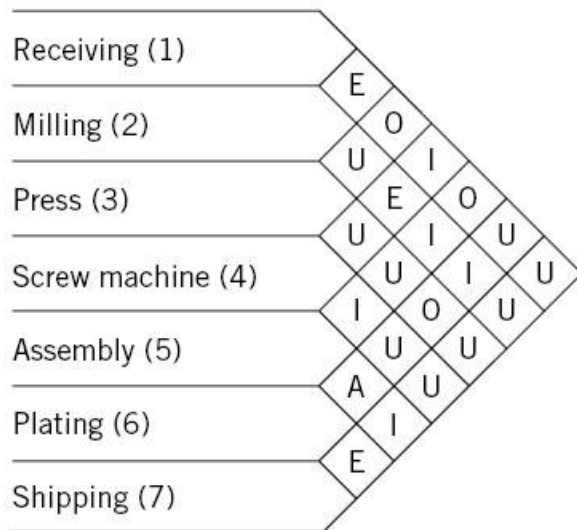 Receiving (1)
E
Milling (2) O
U I
Press (3) E O
U I U
Screw machine (4) U I U
I O U
Assembly (5) U U
A U
Plating (6) I
E
Shipping (7)